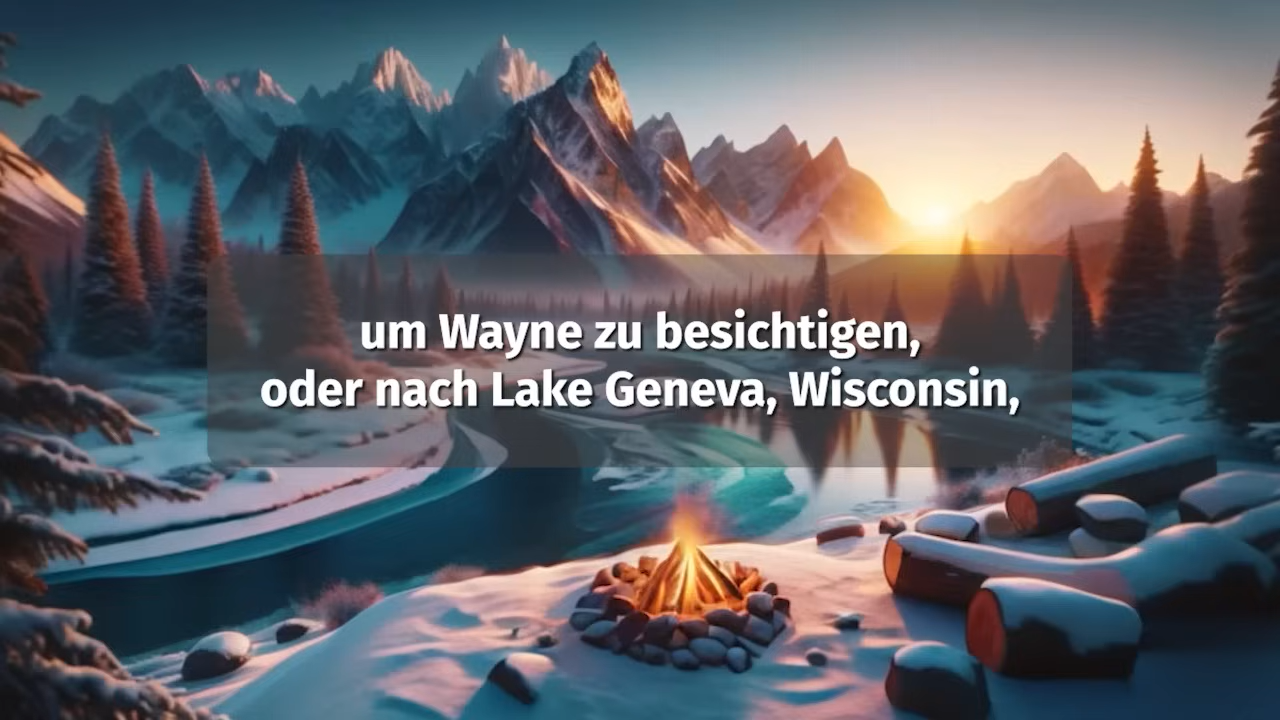 um Wayne zu besichtigen,
oder nach Lake Geneva, Wisconsin,